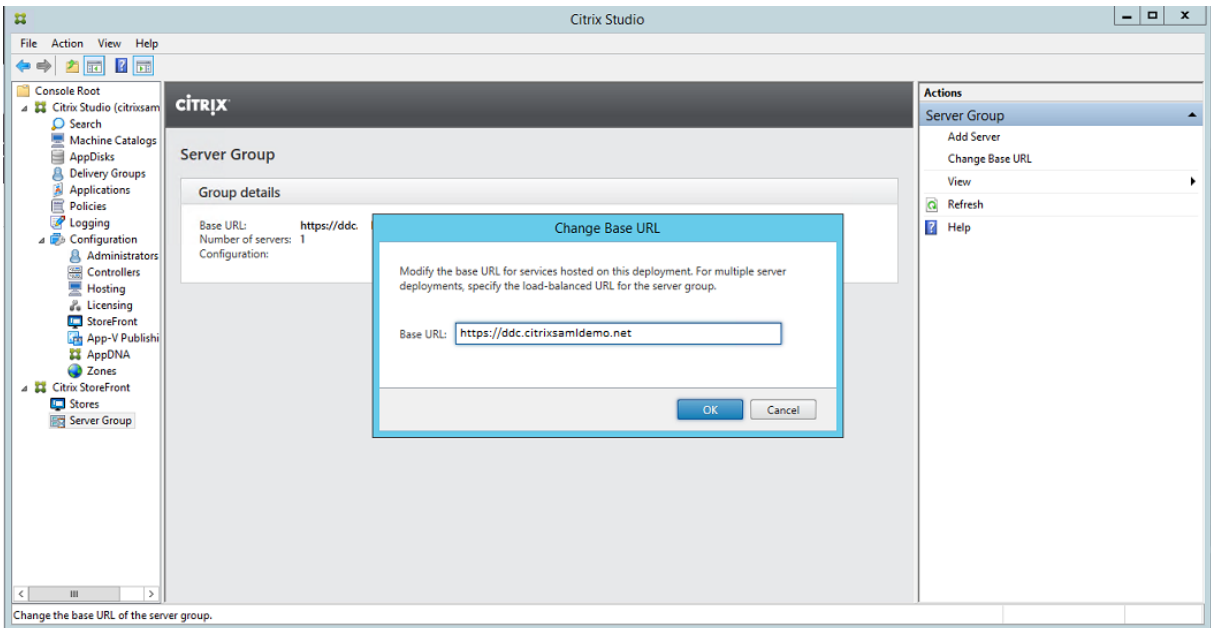 Citrix Studio
File Action View Help
Console Root
Citrix Studio (citrixsam
Search
Machine Catalogs
AppDisks
Delivery Groups
Applications
Policies
Logging
Configuration
Administrators
Controllers
Hosting
Licensing
StoreFront
App-V Publishi
AppDNA
Zones
Citrix StoreFront
Stores
Server Group
CITRIX
Server Group
Group details
Base URL: https://ddc.
Number of servers: 1
Configuration:
Change Base URL
Modify the base URL for services hosted on this deployment. For multiple server
deployments, specify the load-balanced URL for the server group.
Base URL: https://ddc.citrixsamldemo.net
OK Cancel
Actions
Server Group
Add Server
Change Base URL
View
Refresh
Help
Change the base URL of the server group.